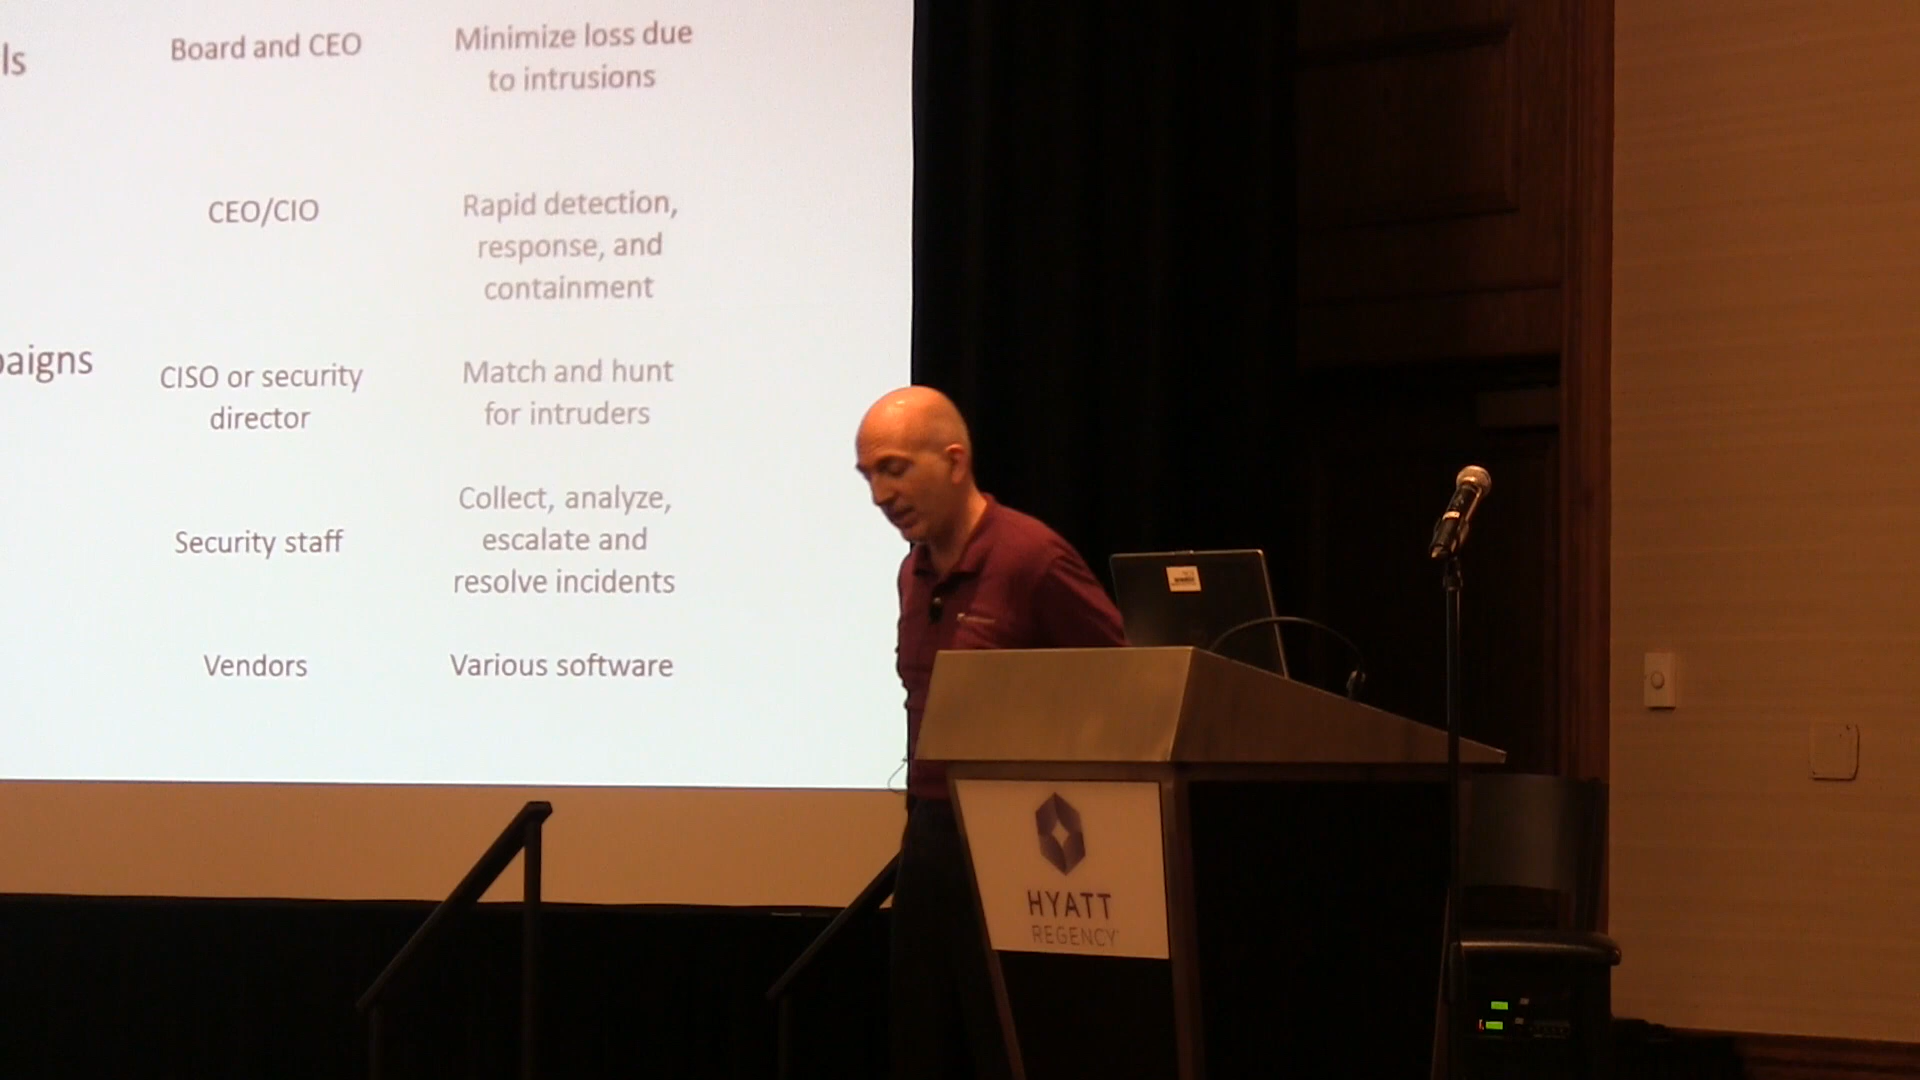 ls
Board and CEO
Minimize loss due
to intrusions
CEO/CIO
Rapid detection,
response, and
containment
paigns
CISO or security
director
Match and hunt
for intruders
Security staff
Collect, analyze,
escalate and
resolve incidents
Vendors
Various software
HYATT
REGENCY